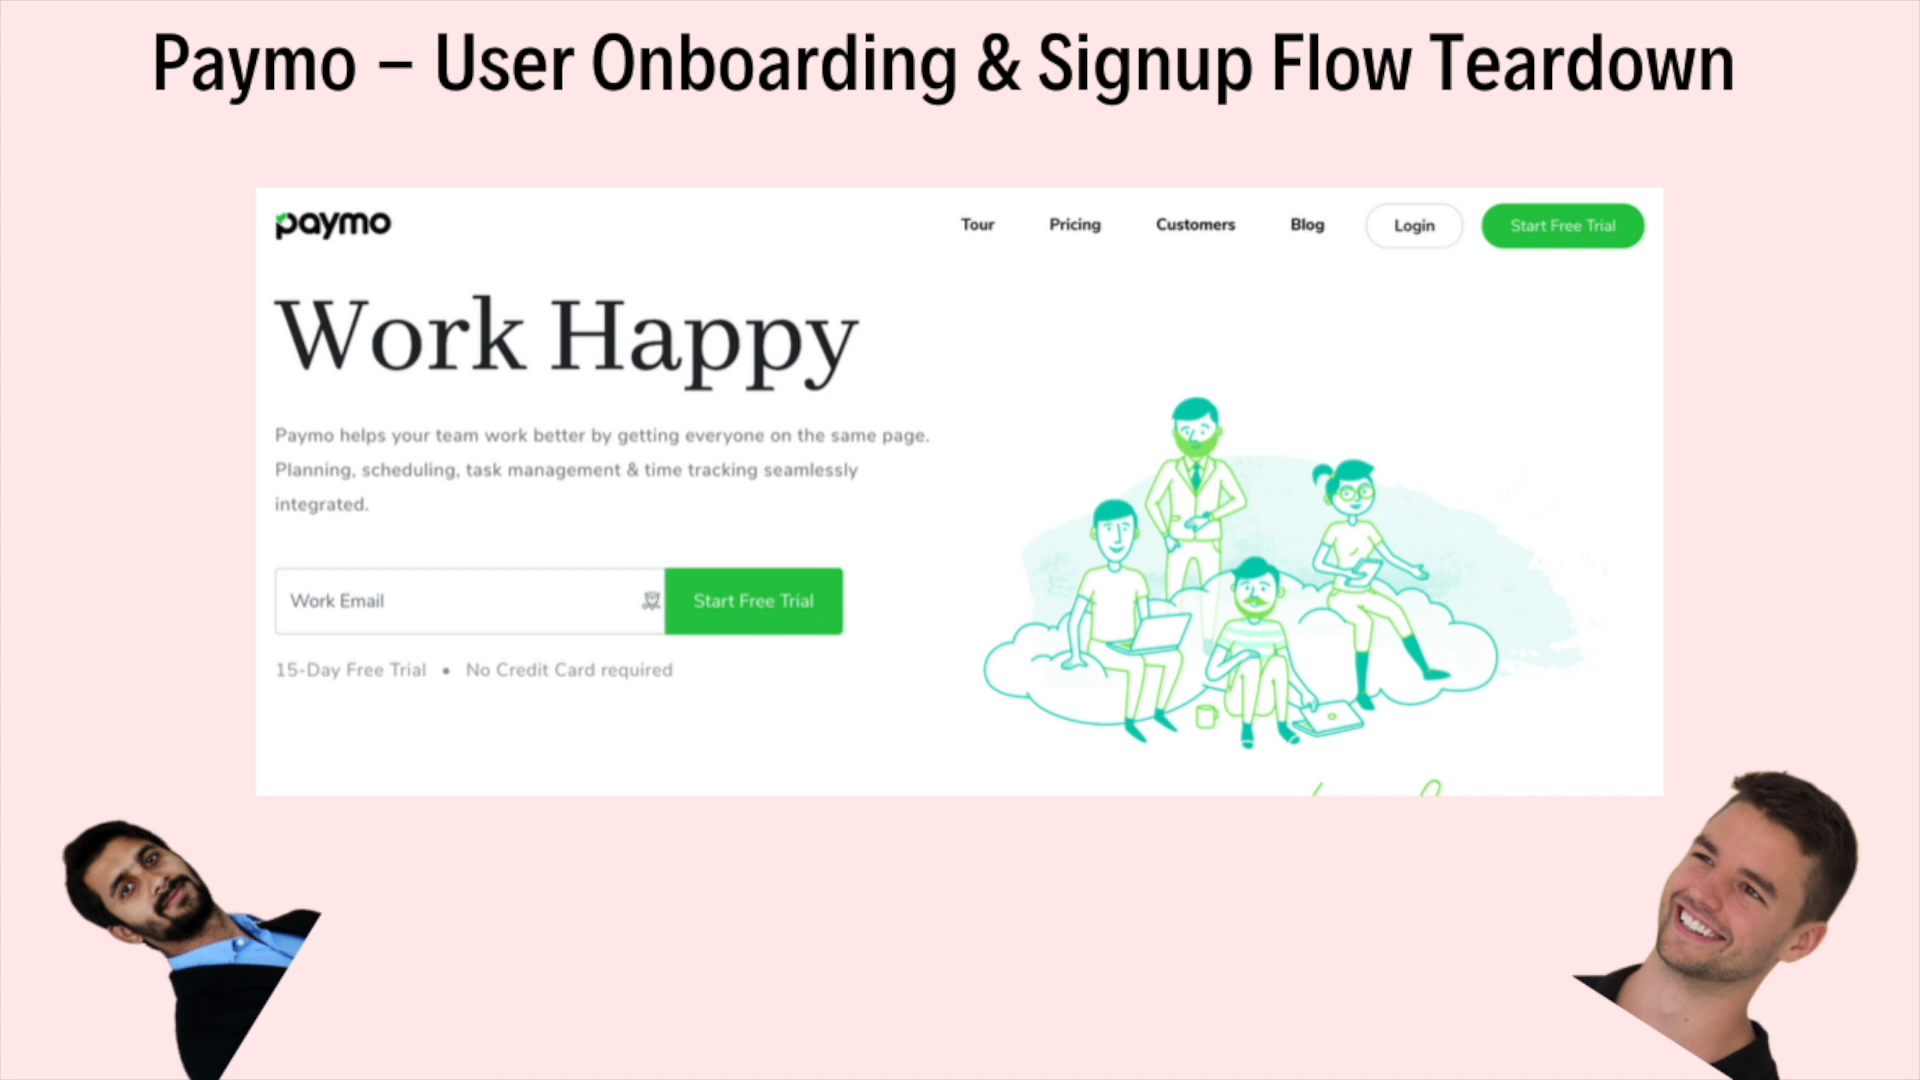 Paymo – User Onboarding & Signup Flow Teardown
paymo
Tour
Pricing
Customers
Blog
Login
Start Free Trial
Work Happy
Paymo helps your team work better by getting everyone on the same page.
Planning, scheduling, task management & time tracking seamlessly
integrated.
Work Email
Start Free Trial
15-Day Free Trial • No Credit Card required